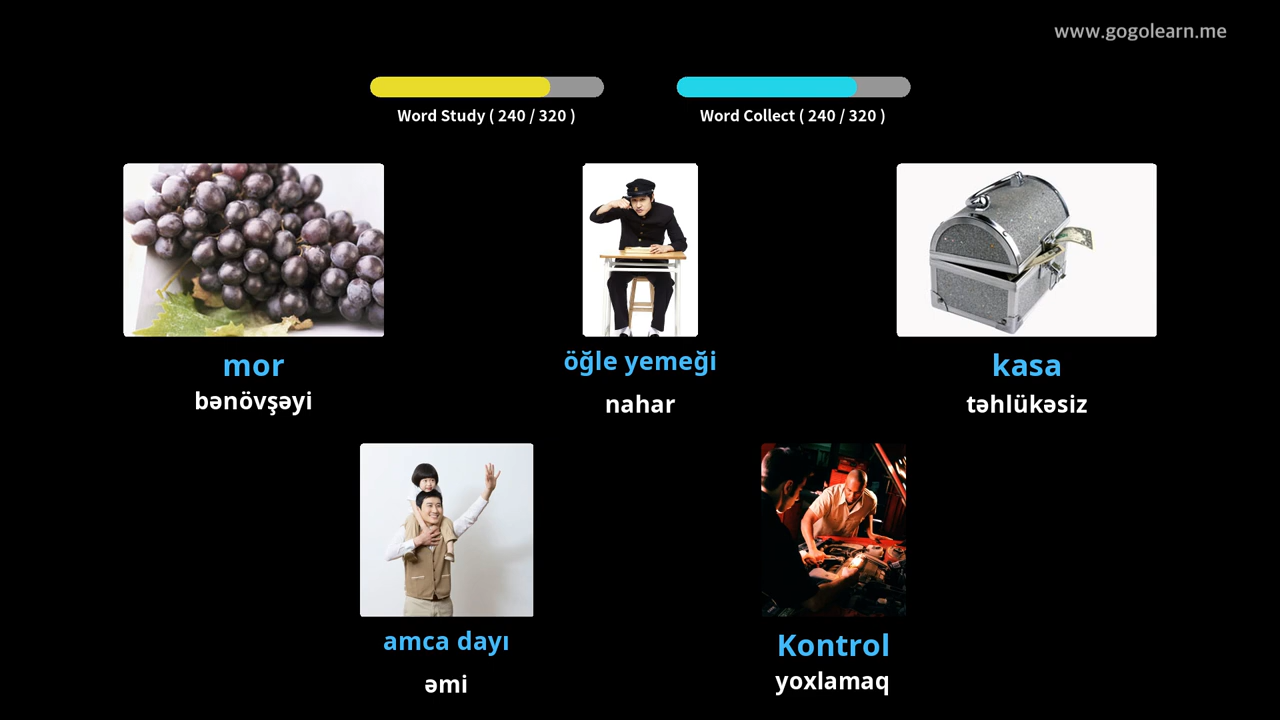 www.gogolearn.me
Word Study ( 240 / 320 )
Word Collect ( 240 / 320 )
mor
bənövşəyi
öğle yemeği
nahar
kasa
təhlükəsiz
amca dayı
əmi
Kontrol
yoxlamaq